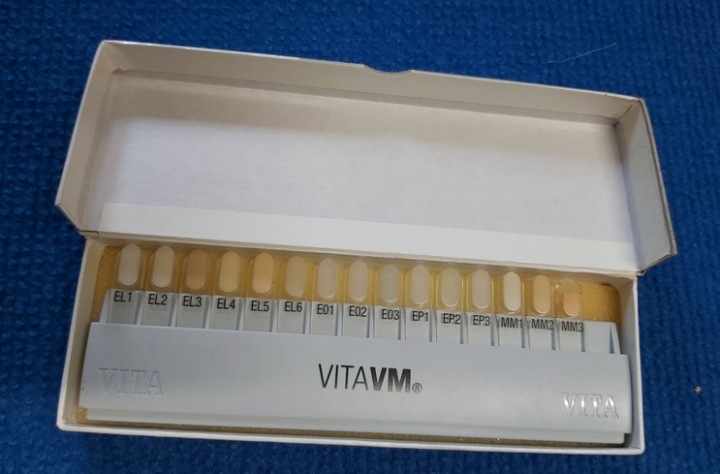 EL1 EL2 EL3 EL4 EL5 EL6 E01 E02 E03 EP1 EP2 EP3 MM1 MM2 MM3
VITAVM®
VITA VITA